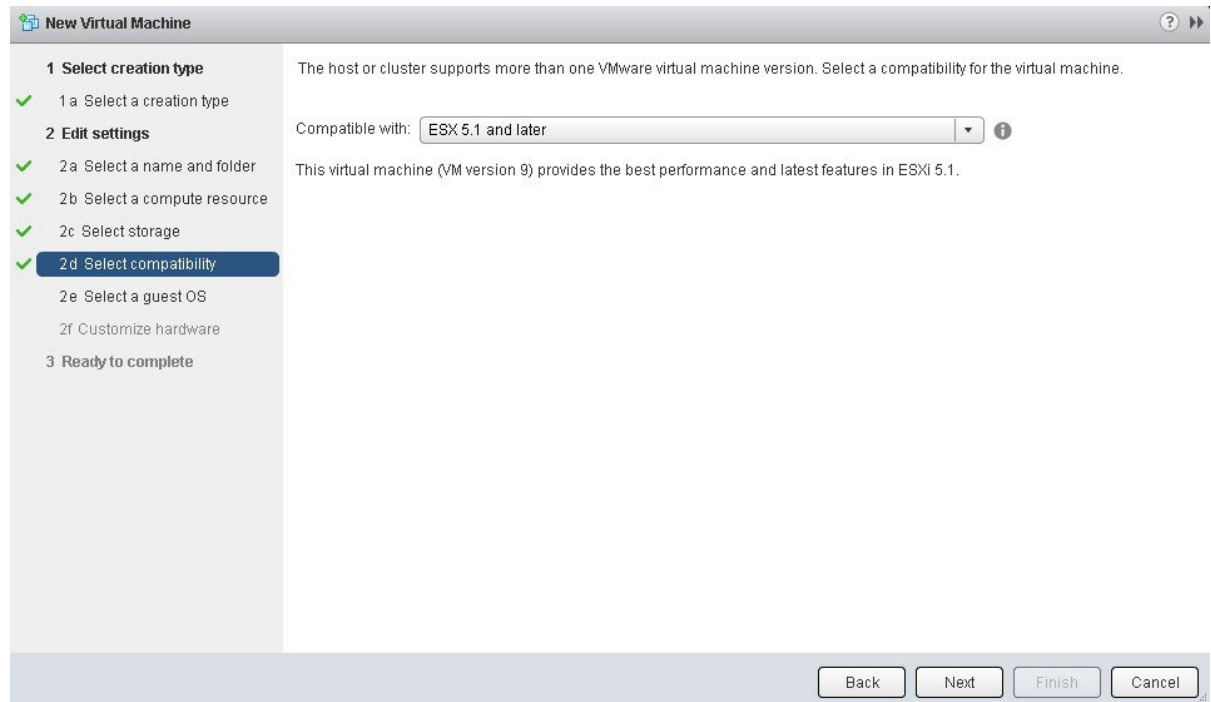 New Virtual Machine
1 Select creation type
1a Select a creation type
2 Edit settings
2a Select a name and folder
2b Select a compute resource
2c Select storage
2d Select compatibility
2e Select a guest OS
2f Customize hardware
3 Ready to complete
The host or cluster supports more than one VMware virtual machine version. Select a compatibility for the virtual machine.
Compatible with: ESX 5.1 and later
This virtual machine (VM version 9) provides the best performance and latest features in ESXi 5.1.
Back Next Finish Cancel